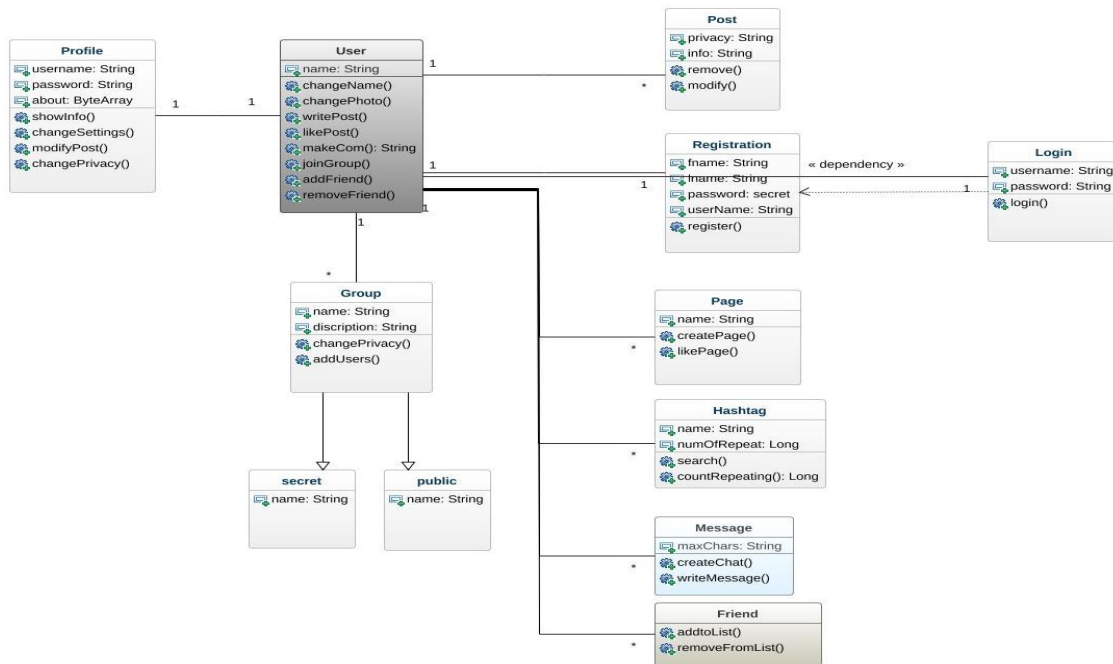 Profile
username: String
password: String
about: ByteArray
showInfo()
changeSettings()
modifyPost()
changePrivacy()
1
1
User
name: String
changeName()
changePhoto()
writePost()
likePost()
makeCom(): String
joinGroup()
addFriend()
removeFriend()
1
*
Post
privacy: String
info: String
remove()
modify()
1
1
Registration
fname: String
lname: String
password: secret
userName: String
register()
« dependency »
1
Login
username: String
password: String
login()
1
1
*
Group
name: String
discription: String
changePrivacy()
addUsers()
secret
name: String
public
name: String
*
Page
name: String
createPage()
likePage()
*
Hashtag
name: String
numOfRepeat: Long
search()
countRepeating(): Long
*
Message
maxChars: String
createChat()
writeMessage()
*
Friend
addtoList()
removeFromList()